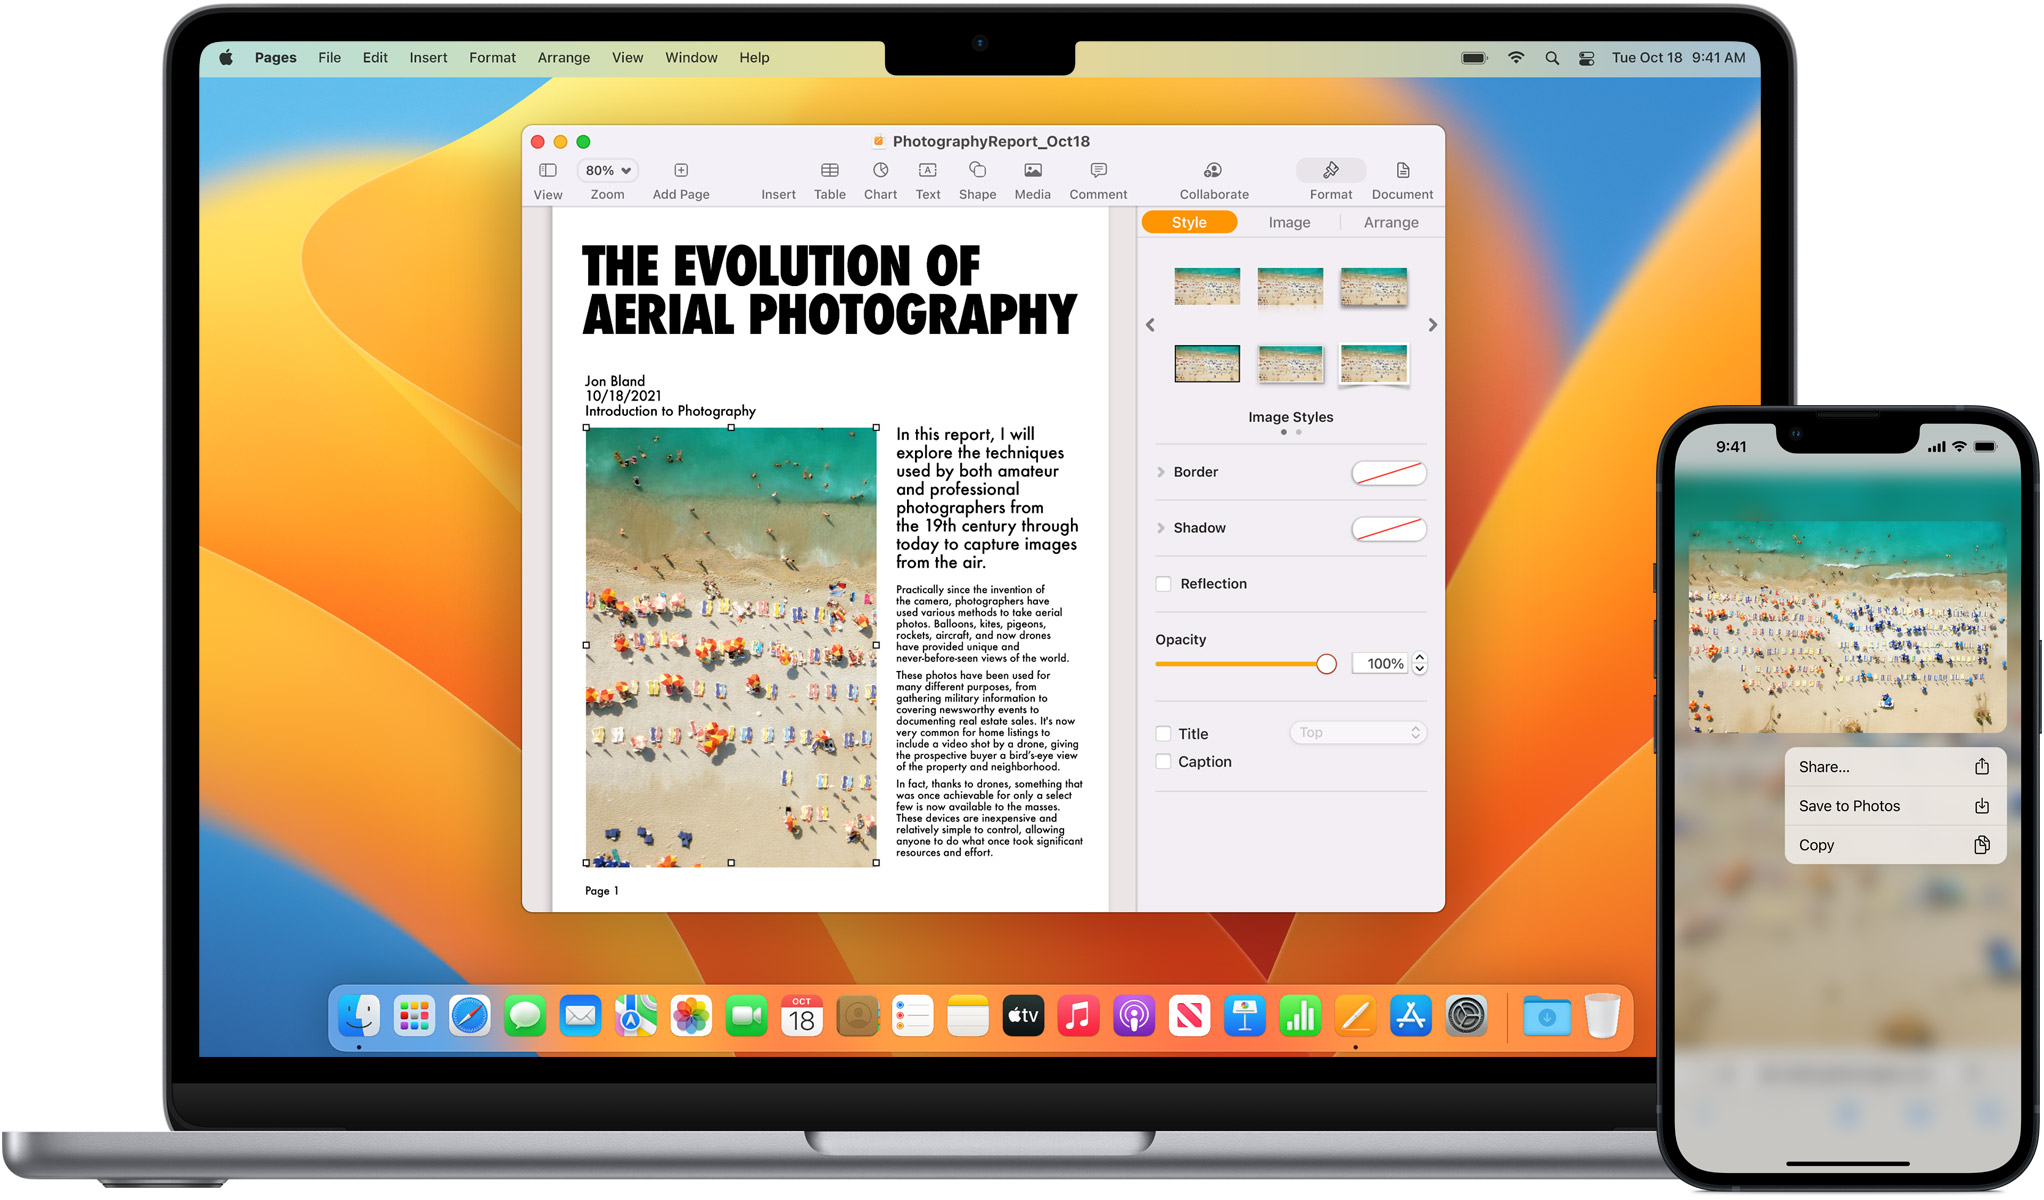 Pages File Edit Insert Format Arrange View Window Help
Tue Oct 18 9:41 AM
PhotographyReport_Oct18
80%
View Zoom Add Page Insert Table Chart Text Shape Media Comment Collaborate Format Document
THE EVOLUTION OF
AERIAL PHOTOGRAPHY
Jon Bland
10/18/2021
Introduction to Photography
In this report, I will
explore the techniques
used by both amateur
and professional
photographers from
the 19th century through
today to capture images
from the air.
Practically since the invention of
the camera, photographers have
used various methods to take aerial
photos. Balloons, kites, pigeons,
rockets, aircraft, and now drones
have provided unique and
never-before-seen views of the world.
These photos have been used for
many different purposes, from
gathering military information to
covering newsworthy events to
documenting real estate sales. It's now
very common for home listings to
include a video shot by a drone, giving
the prospective buyer a bird's-eye view
of the property and neighborhood.
In fact, thanks to drones, something that
was once achievable for only a select
few is now available to the masses.
These devices are inexpensive and
relatively simple to control, allowing
anyone to do what once took significant
resources and effort.
Page 1
Style Image Arrange
Image Styles
Border
Shadow
Reflection
Opacity
100%
Title Top
Caption
OCT
18
tv
9:41
Share...
Save to Photos
Copy